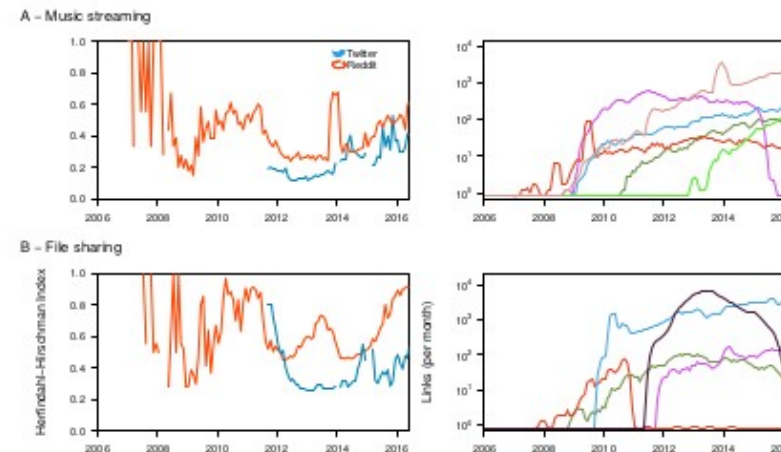 A – Music streaming
1.0
0.8
0.6
0.4
0.2
0.0
Twitter
Reddit
2006 2008 2010 2012 2014 2016
10⁴
10³
10²
10¹
10⁰
2006 2008 2010 2012 2014
B – File sharing
Herfindahl–Hirschman Index
1.0
0.8
0.6
0.4
0.2
0.0
2006 2008 2010 2012 2014 2016
Links (per month)
10⁴
10³
10²
10¹
10⁰
2006 2008 2010 2012 2014